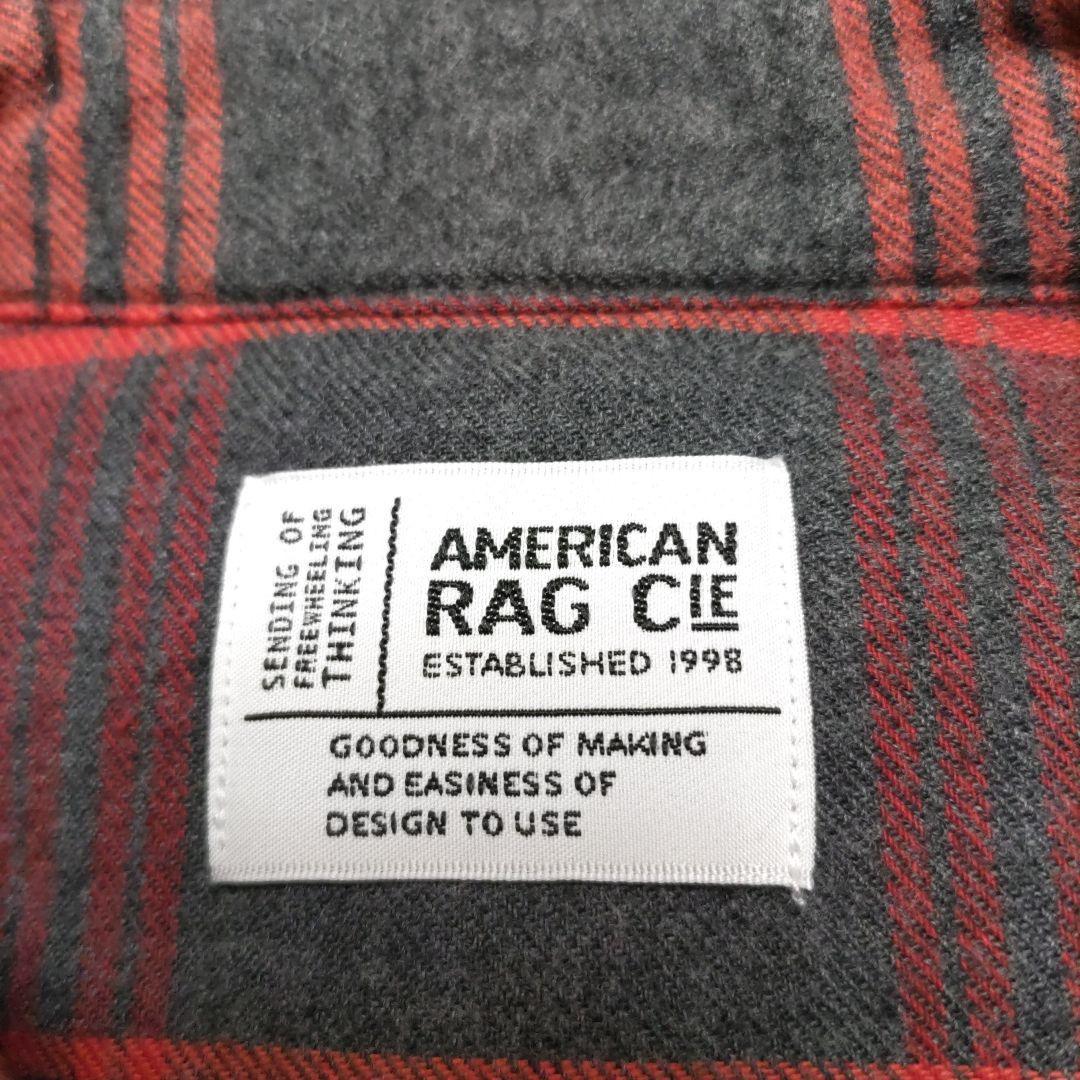 SENDING OF
FREEWHEELING
THINKING
AMERICAN
RAG CIE
ESTABLISHED 1998
GOODNESS OF MAKING
AND EASINESS OF
DESIGN TO USE